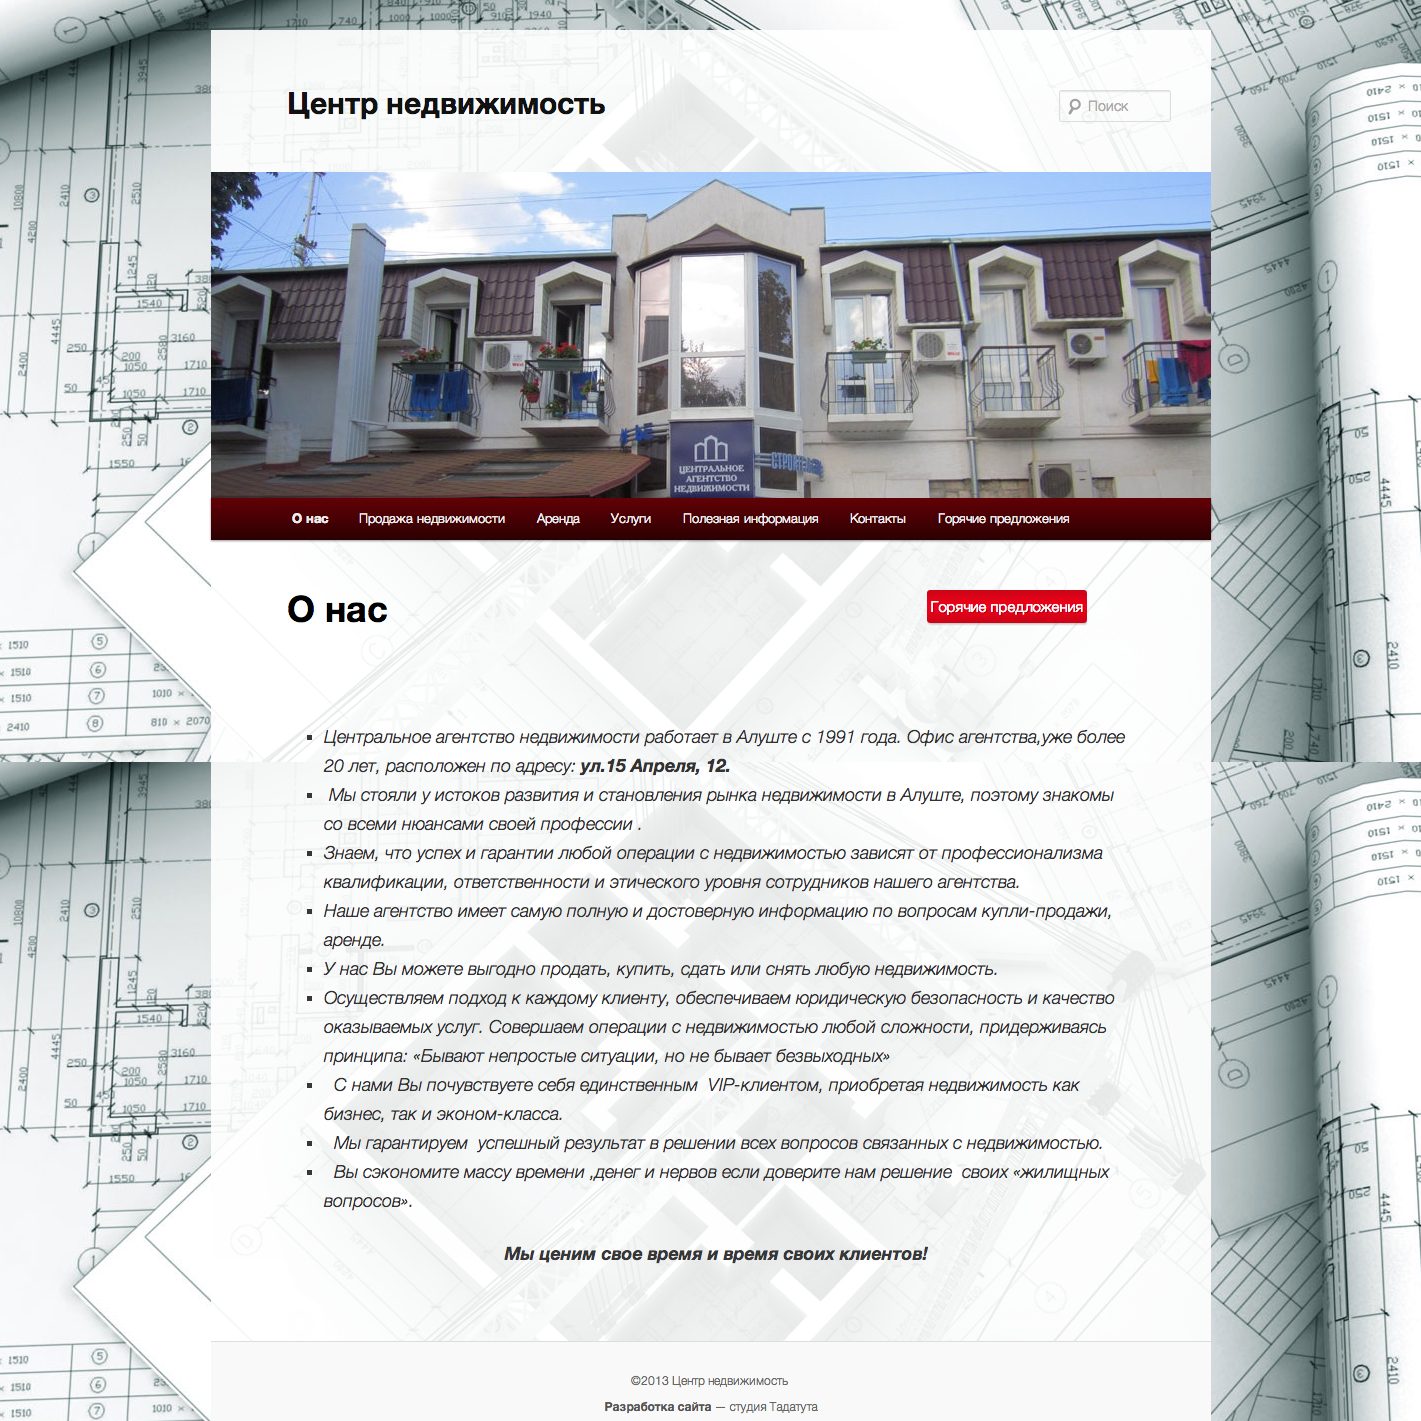 Центр недвижимость
Поиск
ЦЕНТРАЛЬНОЕ
АГЕНТСТВО
НЕДВИЖИМОСТИ
О нас
Продажа недвижимости
Аренда
Услуги
Полезная информация
Контакты
Горячие предложения
О нас
Горячие предложения
Центральное агентство недвижимости работает в Алуште с 1991 года. Офис агентства,уже более
20 лет, расположен по адресу: ул.15 Апреля, 12.
Мы стояли у истоков развития и становления рынка недвижимости в Алуште, поэтому знакомы
со всеми нюансами своей профессии .
Знаем, что успех и гарантии любой операции с недвижимостью зависят от профессионализма
квалификации, ответственности и этического уровня сотрудников нашего агентства.
Наше агентство имеет самую полную и достоверную информацию по вопросам купли-продажи,
аренде.
У нас Вы можете выгодно продать, купить, сдать или снять любую недвижимость.
Осуществляем подход к каждому клиенту, обеспечиваем юридическую безопасность и качество
оказываемых услуг. Совершаем операции с недвижимостью любой сложности, придерживаясь
принципа: «Бывают непростые ситуации, но не бывает безвыходных»
С нами Вы почувствуете себя единственным VIP-клиентом, приобретая недвижимость как
бизнес, так и эконом-класса.
Мы гарантируем успешный результат в решении всех вопросов связанных с недвижимостью.
Вы сэкономите массу времени ,денег и нервов если доверите нам решение своих «жилищных
вопросов».
Мы ценим свое время и время своих клиентов!
©2013 Центр недвижимость
Разработка сайта — студия Тадатута